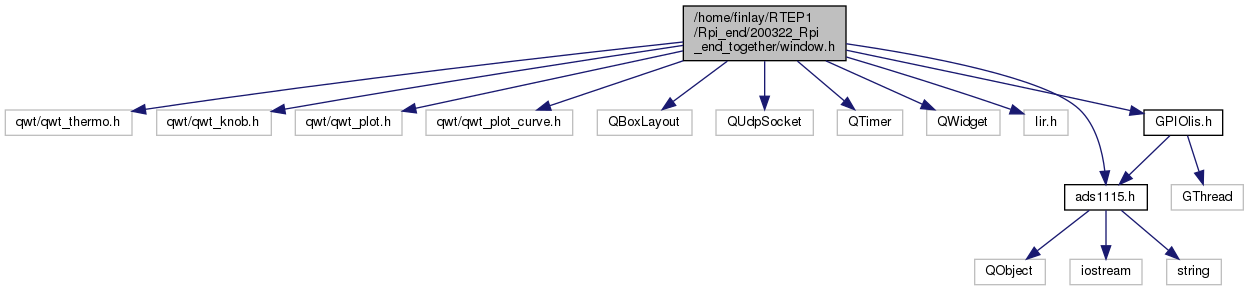 /home/finlay/RTEP1
/Rpi_end/200322_Rpi
_end_together/window.h
qwt/qwt_thermo.h
qwt/qwt_knob.h
qwt/qwt_plot.h
qwt/qwt_plot_curve.h
QBoxLayout
QUdpSocket
QTimer
QWidget
lir.h
GPIOlis.h
ads1115.h
GThread
QObject
iostream
string